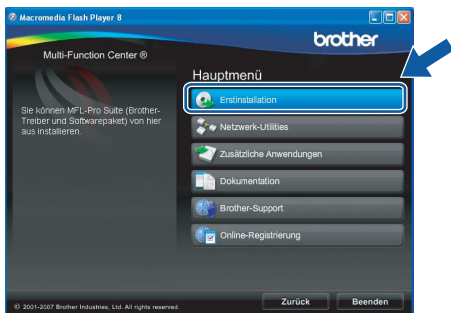 Macromedia Flash Player 8
brother
Multi-Function Center ®
Hauptmenü
Sie können MFL-Pro Suite (Brother-
Treiber und Softwarepaket) von hier
aus installieren.
Erstinstallation
Netzwerk-Utilities
Zusätzliche Anwendungen
Dokumentation
Brother-Support
Online-Registrierung
© 2001-2007 Brother Industries, Ltd. All rights reserved.
Zurück
Beenden